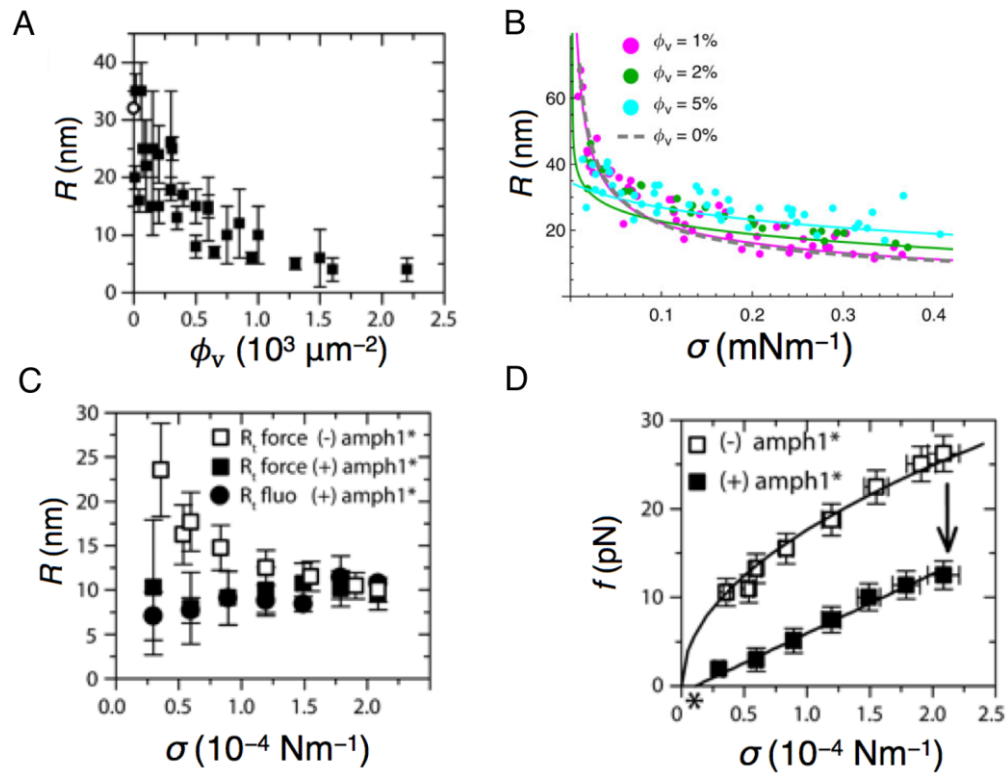 A
45
40
35
30
25
20
15
10
5
0
R (nm)
0 0.5 1.0 1.5 2.0 2.5
ϕv (10³ μm⁻²)
B
ϕv = 1%
ϕv = 2%
ϕv = 5%
ϕv = 0%
60
40
20
R (nm)
0.1 0.2 0.3 0.4
σ (mNm⁻¹)
C
30
25
20
15
10
5
0
R (nm)
Rt force (-) amph1*
Rt force (+) amph1*
Rt fluo (+) amph1*
0.0 0.5 1.0 1.5 2.0
σ (10⁻⁴ Nm⁻¹)
D
30
20
10
0
f (pN)
(-) amph1*
(+) amph1*
*
0 0.5 1.0 1.5 2.0
σ (10⁻⁴ Nm⁻¹)